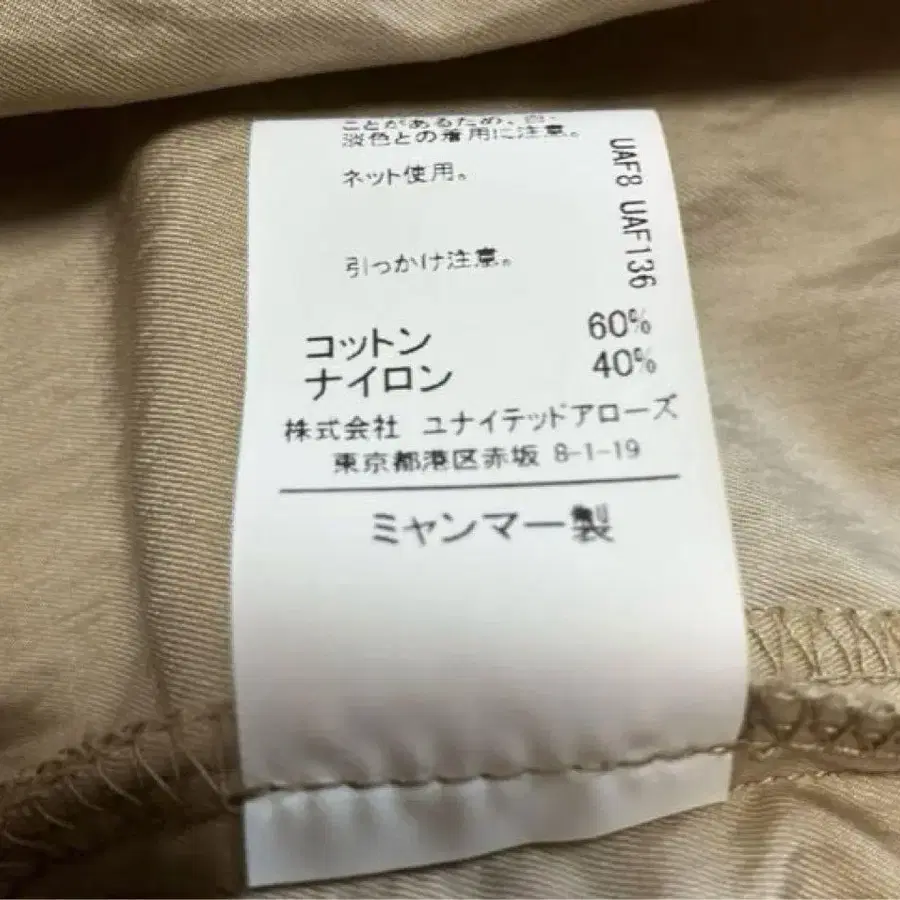 ことがあるため、白・
淡色との着用に注意。
ネット使用。
引っかけ注意。
UAF8 UAF136
コットン 60%
ナイロン 40%
株式会社 ユナイテッドアローズ
東京都港区赤坂 8-1-19
ミャンマー製